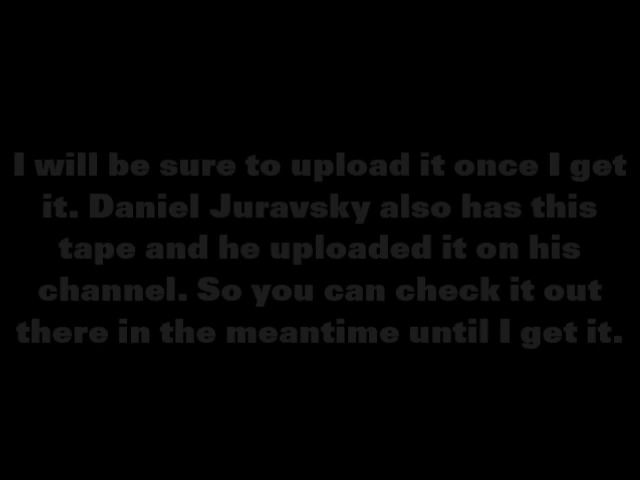 I will be sure to upload it once I get
it. Daniel Juravsky also has this
tape and he uploaded it on his
channel. So you can check it out
there in the meantime until I get it.